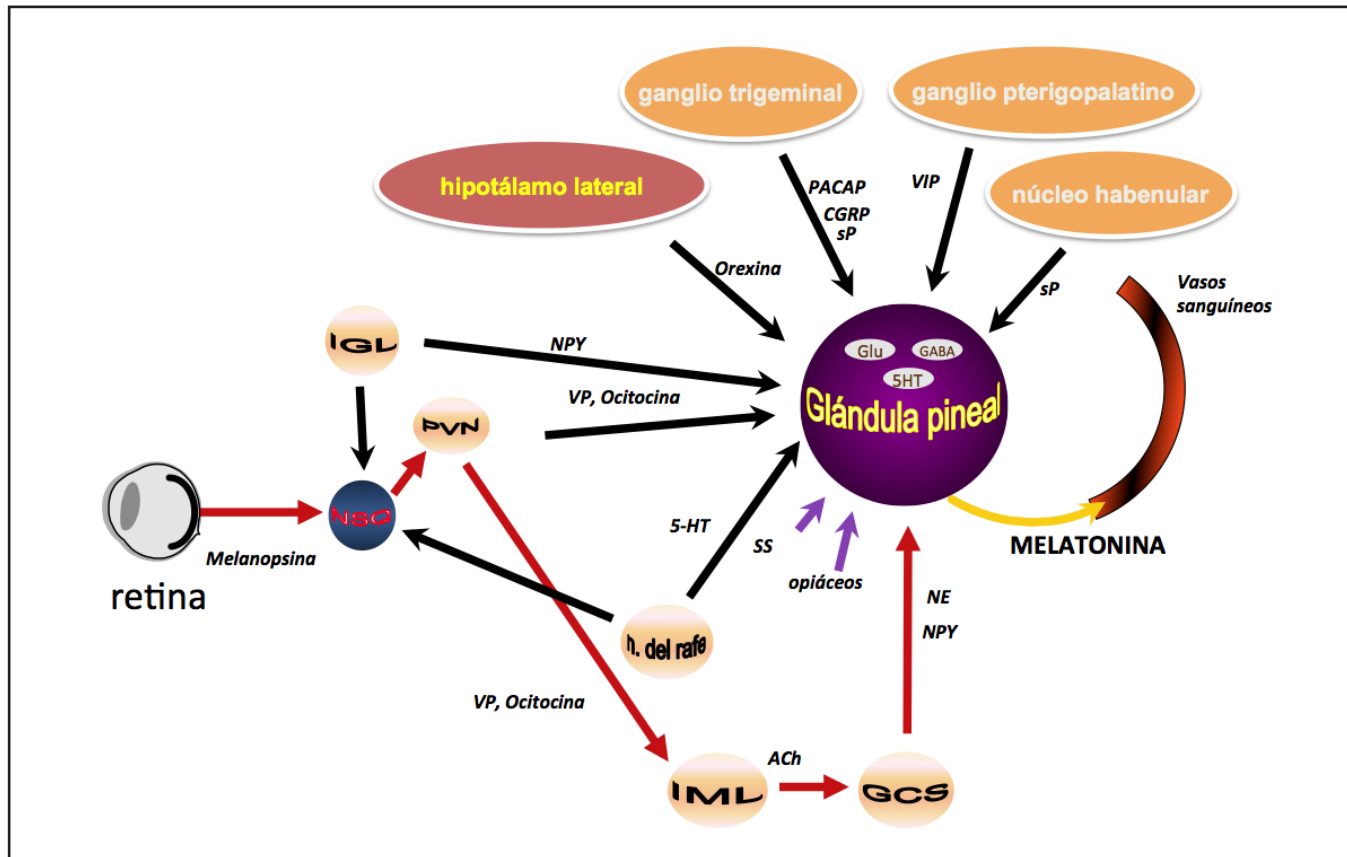 ganglio trigeminal
ganglio pterigopalatino
hipotálamo lateral
núcleo habenular
PACAP
CGRP
sP
VIP
Orexina
sP
Vasos
sanguíneos
IGL
NPY
Glu
GABA
5HT
Glándula pineal
VP, Ocitocina
PVN
NSQ
Melanopsina
retina
5-HT
SS
opiáceos
MELATONINA
NE
NPY
h. del rafe
VP, Ocitocina
ACh
IML
GCS